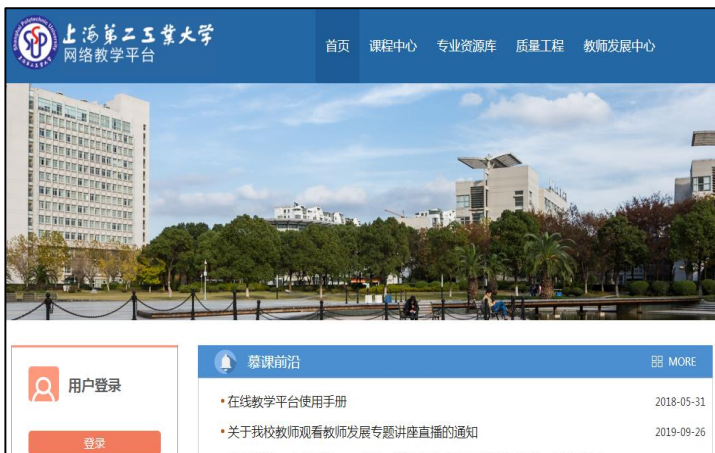 上海第二工业大学
网络教学平台
首页 课程中心 专业资源库 质量工程 教师发展中心
用户登录
登录
慕课前沿 MORE
•在线教学平台使用手册 2018-05-31
•关于我校教师观看教师发展专题讲座直播的通知 2019-09-26